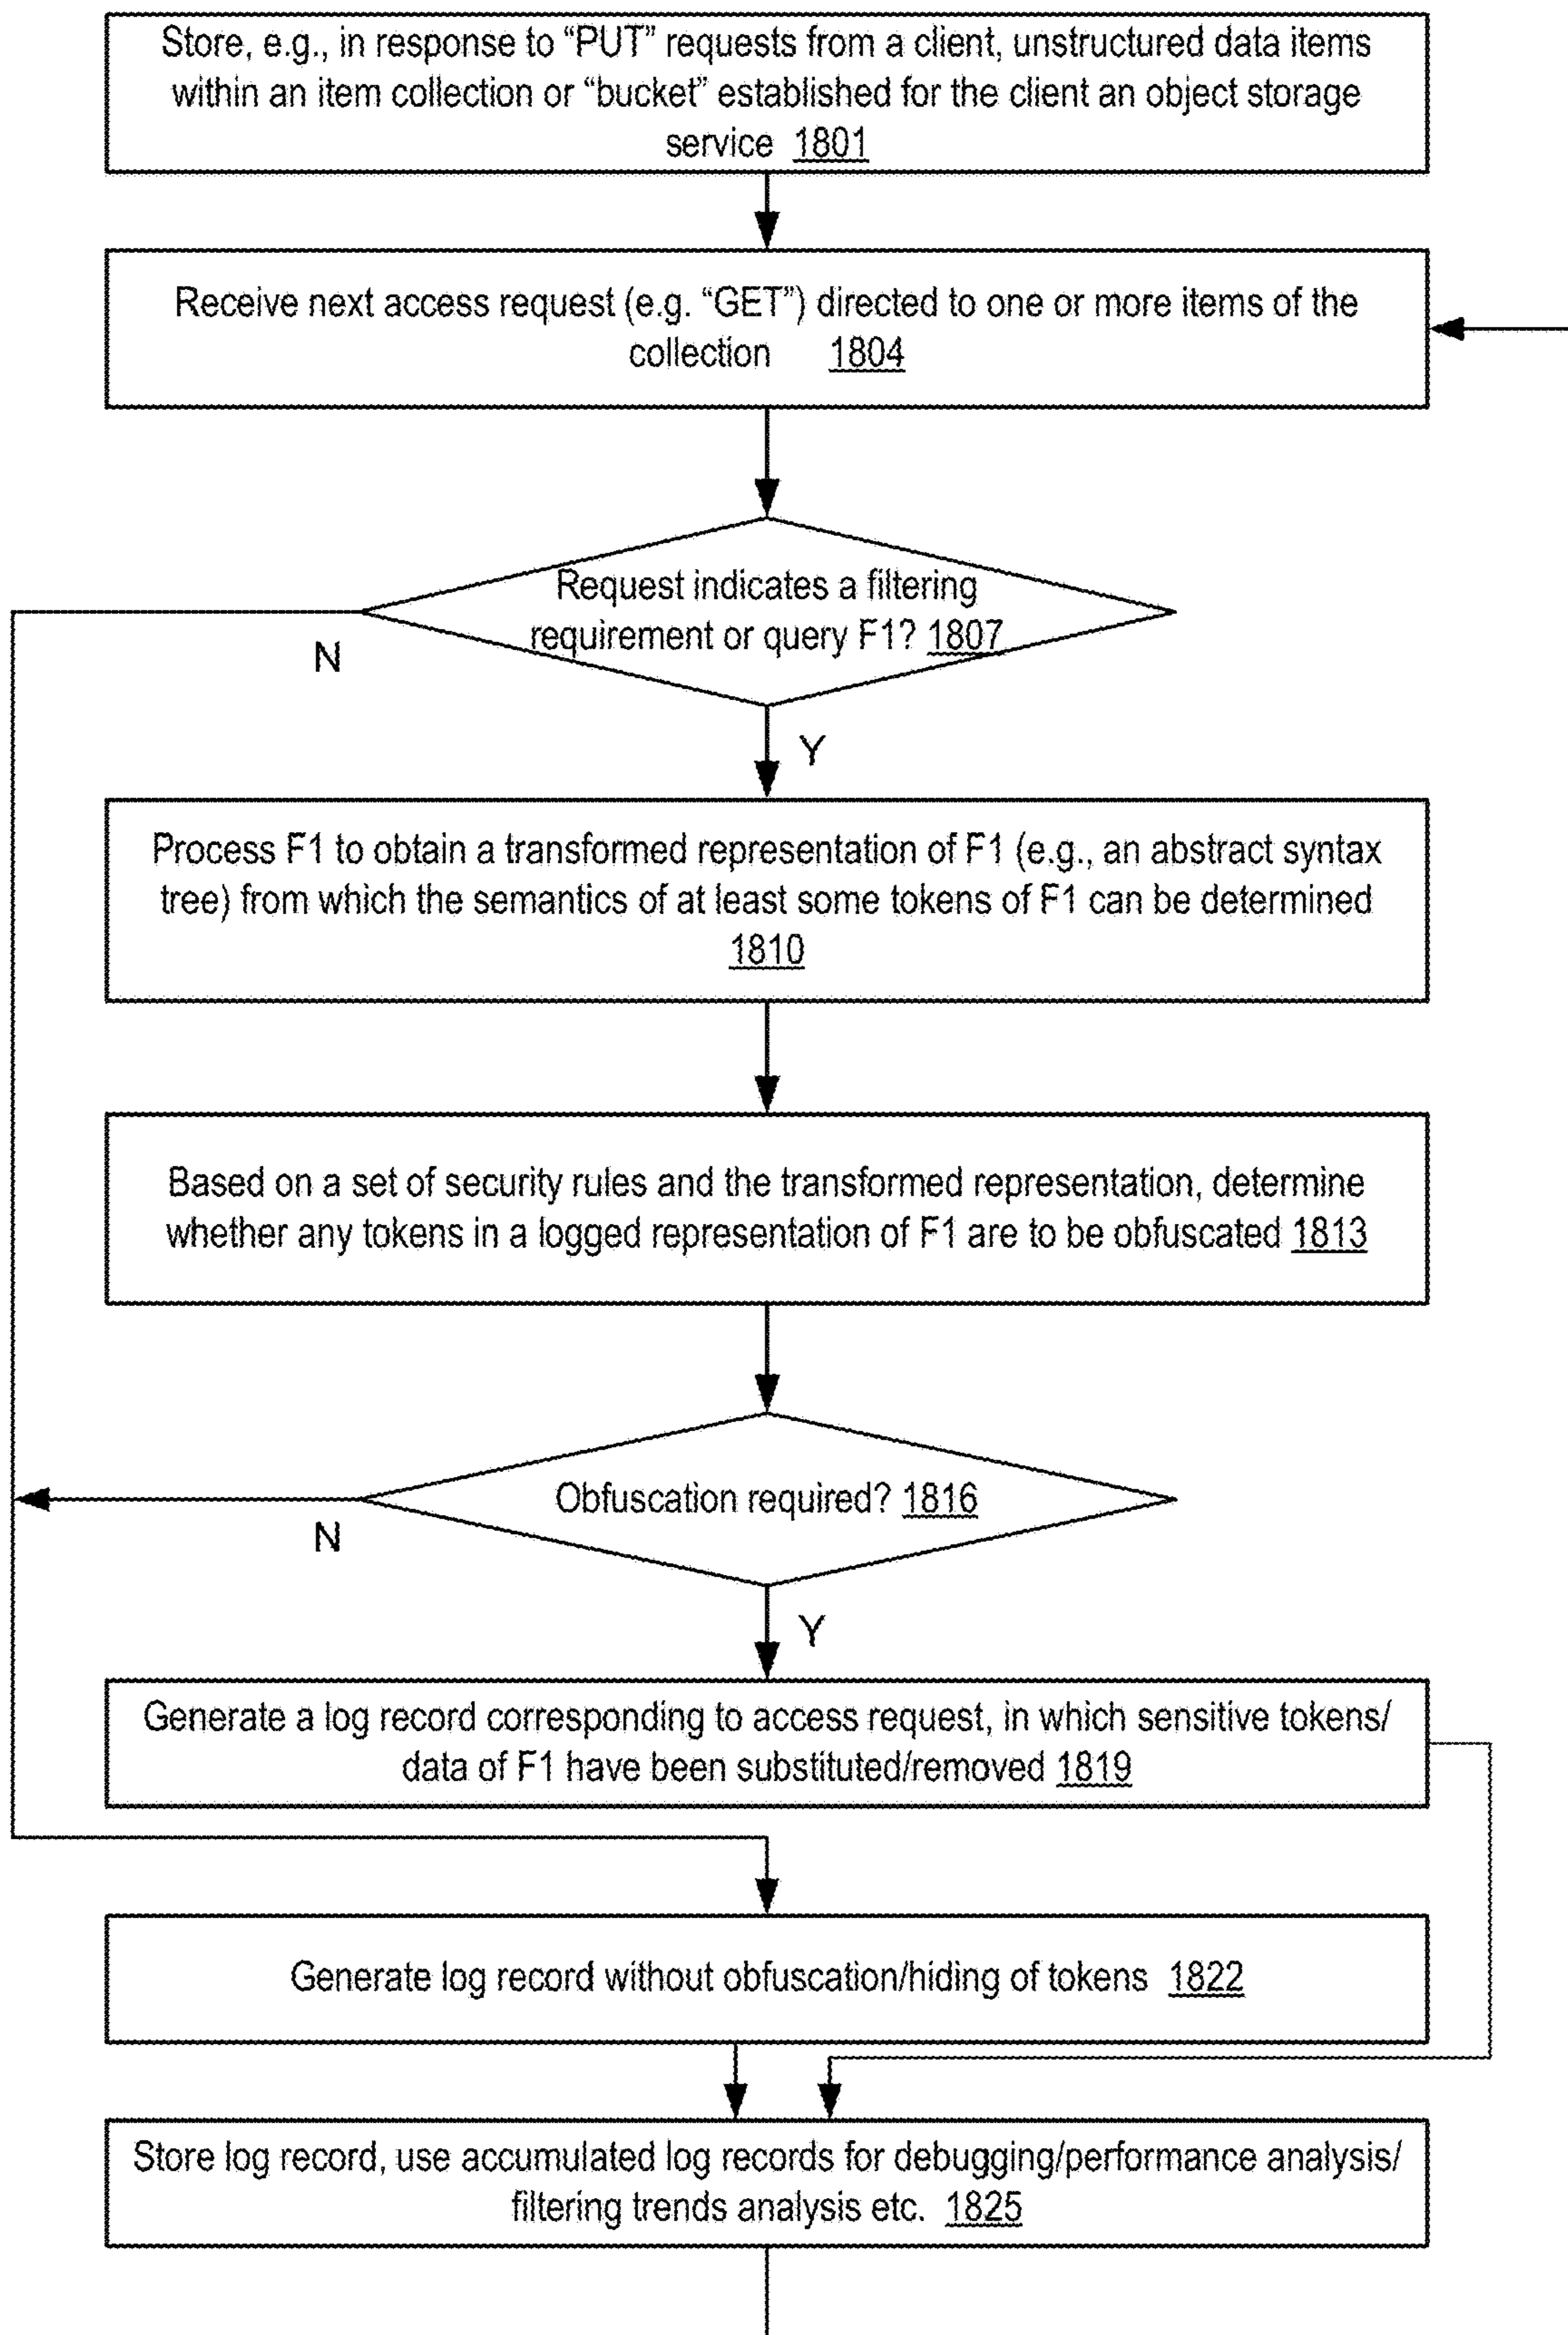 Store, e.g., in response to “PUT” requests from a client, unstructured data items
within an item collection or “bucket” established for the client an object storage
service 1801
Receive next access request (e.g. “GET”) directed to one or more items of the
collection 1804
Request indicates a filtering
requirement or query F1? 1807
N
Y
Process F1 to obtain a transformed representation of F1 (e.g., an abstract syntax
tree) from which the semantics of at least some tokens of F1 can be determined
1810
Based on a set of security rules and the transformed representation, determine
whether any tokens in a logged representation of F1 are to be obfuscated 1813
Obfuscation required? 1816
N
Y
Generate a log record corresponding to access request, in which sensitive tokens/
data of F1 have been substituted/removed 1819
Generate log record without obfuscation/hiding of tokens 1822
Store log record, use accumulated log records for debugging/performance analysis/
filtering trends analysis etc. 1825